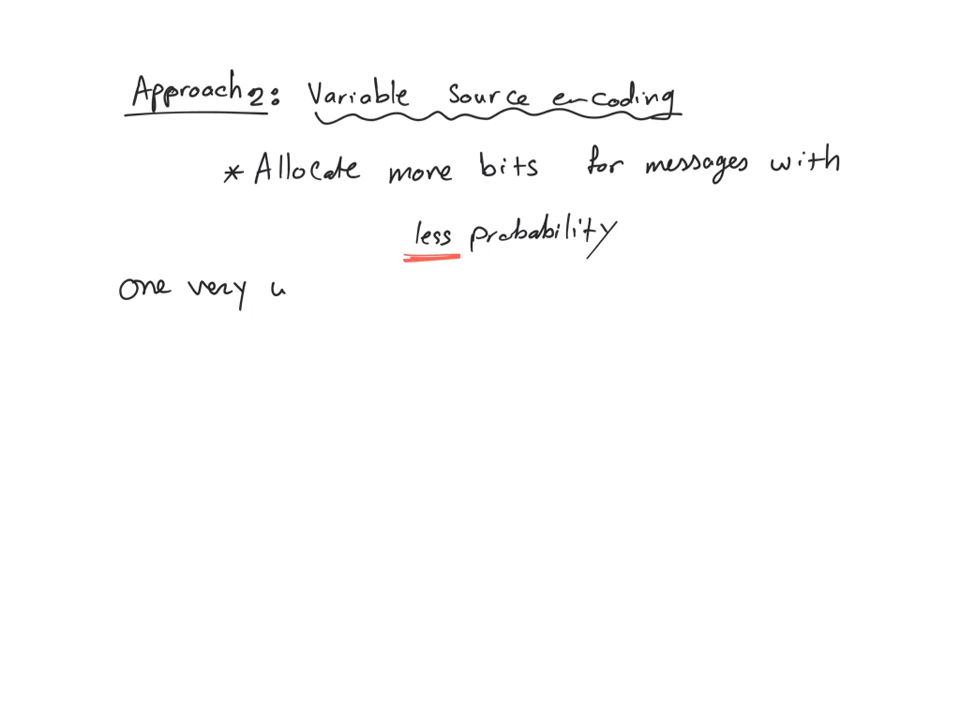 Approach 2: Variable Source encoding
* Allocate more bits for messages with
less probability
one very u